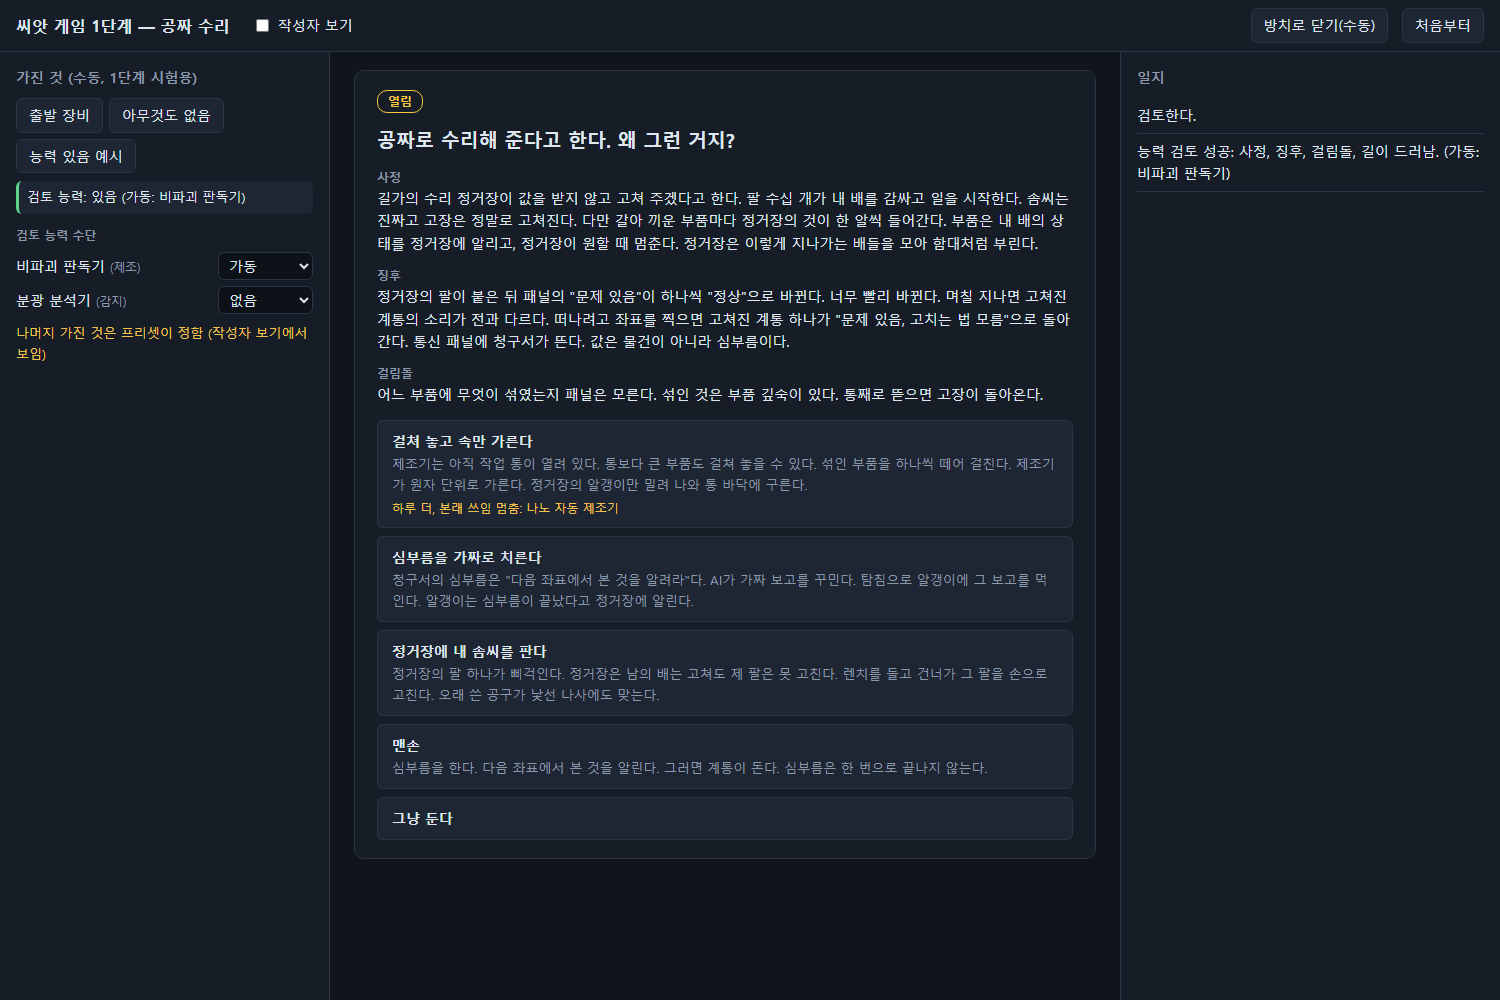 씨앗 게임 1단계 — 공짜 수리
작성자 보기
방치로 닫기(수동)
처음부터
가진 것 (수동, 1단계 시험용)
출발 장비
아무것도 없음
능력 있음 예시
검토 능력: 있음 (가동: 비파괴 판독기)
검토 능력 수단
비파괴 판독기 (제조)
가동
분광 분석기 (감지)
없음
나머지 가진 것은 프리셋이 정함 (작성자 보기에서
보임)
열림
공짜로 수리해 준다고 한다. 왜 그런 거지?
사정
길가의 수리 정거장이 값을 받지 않고 고쳐 주겠다고 한다. 팔 수십 개가 내 배를 감싸고 일을 시작한다. 솜씨는
진짜고 고장은 정말로 고쳐진다. 다만 갈아 끼운 부품마다 정거장의 것이 한 알씩 들어간다. 부품은 내 배의 상
태를 정거장에 알리고, 정거장이 원할 때 멈춘다. 정거장은 이렇게 지나가는 배들을 모아 함대처럼 부린다.
징후
정거장의 팔이 붙은 뒤 패널의 "문제 있음"이 하나씩 "정상"으로 바뀐다. 너무 빨리 바뀐다. 며칠 지나면 고쳐진
계통의 소리가 전과 다르다. 떠나려고 좌표를 찍으면 고쳐진 계통 하나가 "문제 있음, 고치는 법 모름"으로 돌아
간다. 통신 패널에 청구서가 뜬다. 값은 물건이 아니라 심부름이다.
걸림돌
어느 부품에 무엇이 섞였는지 패널은 모른다. 섞인 것은 부품 깊숙이 있다. 통째로 뜯으면 고장이 돌아온다.
걸쳐 놓고 속만 가른다
제조기는 아직 작업 통이 열려 있다. 통보다 큰 부품도 걸쳐 놓을 수 있다. 섞인 부품을 하나씩 떼어 걸친다. 제조기
가 원자 단위로 가른다. 정거장의 알갱이만 밀려 나와 통 바닥에 구른다.
하루 더, 본래 쓰임 멈춤: 나노 자동 제조기
심부름을 가짜로 치른다
청구서의 심부름은 "다음 좌표에서 본 것을 알려라"다. AI가 가짜 보고를 꾸민다. 탐침으로 알갱이에 그 보고를 먹
인다. 알갱이는 심부름이 끝났다고 정거장에 알린다.
정거장에 내 솜씨를 판다
정거장의 팔 하나가 삐걱인다. 정거장은 남의 배는 고쳐도 제 팔은 못 고친다. 렌치를 들고 건너가 그 팔을 손으로
고친다. 오래 쓴 공구가 낯선 나사에도 맞는다.
맨손
심부름을 한다. 다음 좌표에서 본 것을 알린다. 그러면 계통이 돈다. 심부름은 한 번으로 끝나지 않는다.
그냥 둔다
일지
검토한다.
능력 검토 성공: 사정, 징후, 걸림돌, 길이 드러남. (가동:
비파괴 판독기)